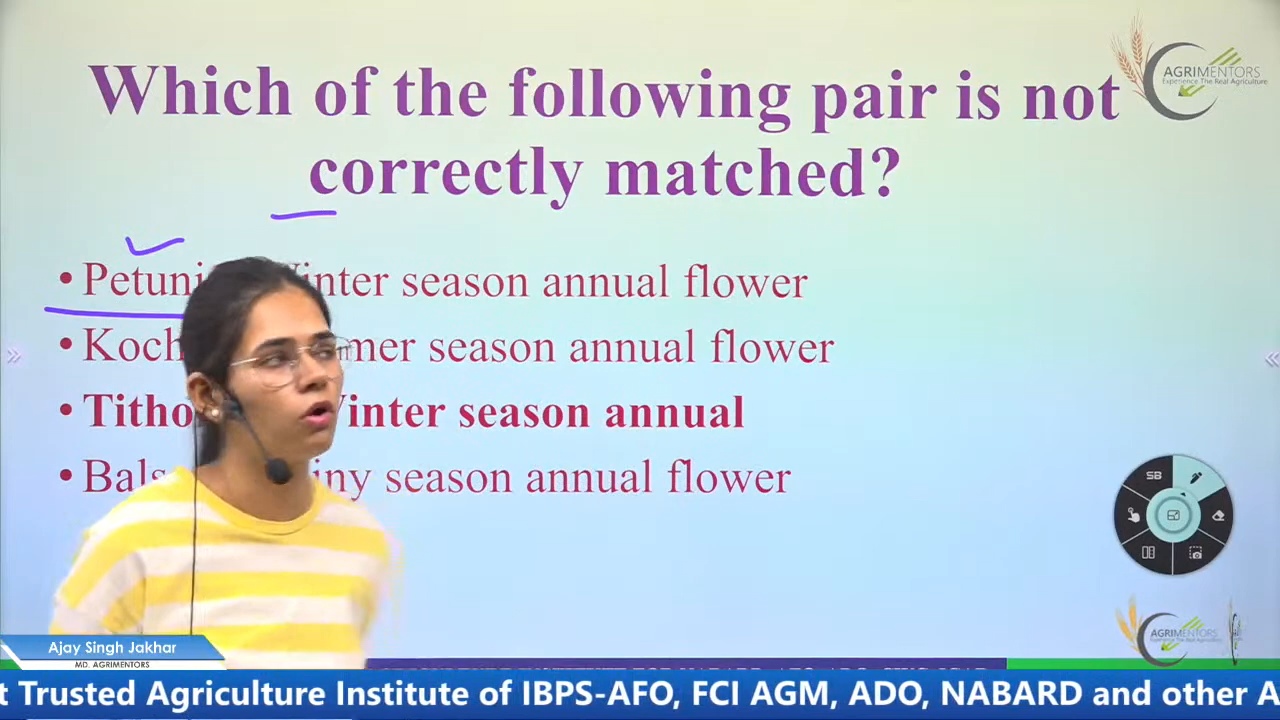 Which of the following pair is not
correctly matched?
AGRIMENTORS
Experience The Real Agriculture
• Petuni inter season annual flower
• Koch mer season annual flower
• Titho inter season annual
• Bals iny season annual flower
SB
Ajay Singh Jakhar
MD. AGRIMENTORS
AGRIMENTORS
t Trusted Agriculture Institute of IBPS-AFO, FCI AGM, ADO, NABARD and other A